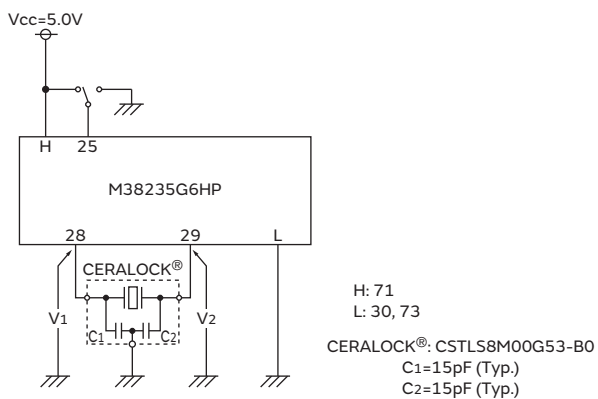 Vcc=5.0V
H 25
M38235G6HP
28 29 L
CERALOCK®
V1 V2
C1 C2
H: 71
L: 30, 73
CERALOCK®: CSTLS8M00G53-B0
C1=15pF (Typ.)
C2=15pF (Typ.)